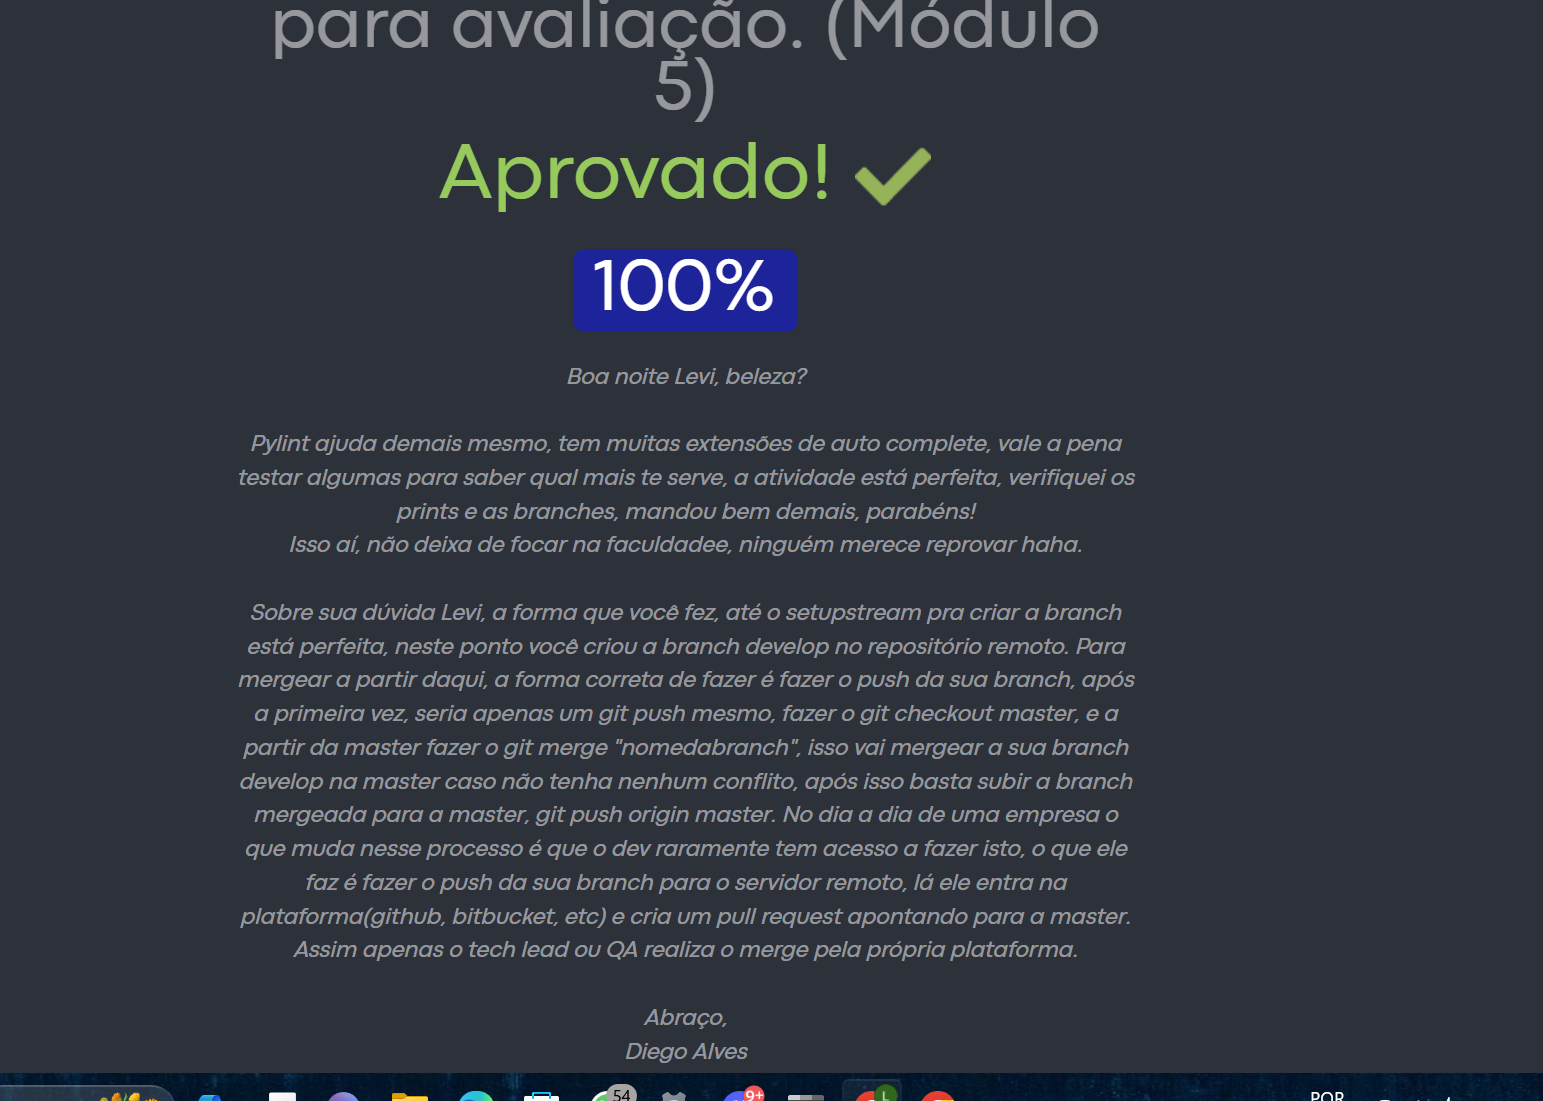 para avaliação. (Módulo
5)
Aprovado!
100%
Boa noite Levi, beleza?
Pylint ajuda demais mesmo, tem muitas extensões de auto complete, vale a pena
testar algumas para saber qual mais te serve, a atividade está perfeita, verifiquei os
prints e as branches, mandou bem demais, parabéns!
Isso aí, não deixa de focar na faculdadee, ninguém merece reprovar haha.
Sobre sua dúvida Levi, a forma que você fez, até o setupstream pra criar a branch
está perfeita, neste ponto você criou a branch develop no repositório remoto. Para
mergear a partir daqui, a forma correta de fazer é fazer o push da sua branch, após
a primeira vez, seria apenas um git push mesmo, fazer o git checkout master, e a
partir da master fazer o git merge "nomedabranch", isso vai mergear a sua branch
develop na master caso não tenha nenhum conflito, após isso basta subir a branch
mergeada para a master, git push origin master. No dia a dia de uma empresa o
que muda nesse processo é que o dev raramente tem acesso a fazer isto, o que ele
faz é fazer o push da sua branch para o servidor remoto, lá ele entra na
plataforma(github, bitbucket, etc) e cria um pull request apontando para a master.
Assim apenas o tech lead ou QA realiza o merge pela própria plataforma.
Abraço,
Diego Alves
54
9+
L
POR